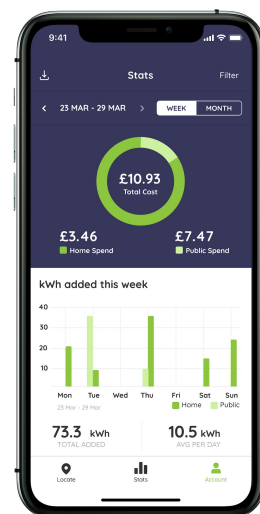 9:41
Stats
Filter
23 MAR - 29 MAR
WEEK
MONTH
£10.93
Total Cost
£3.46
£7.47
Home Spend
Public Spend
kWh added this week
40
30
20
10
Mon Tue Wed Thu Fri Sat Sun
23 Mar - 29 Mar
Home
Public
73.3 kWh
10.5 kWh
TOTAL ADDED
AVG PER DAY
Locate
Stats
Account